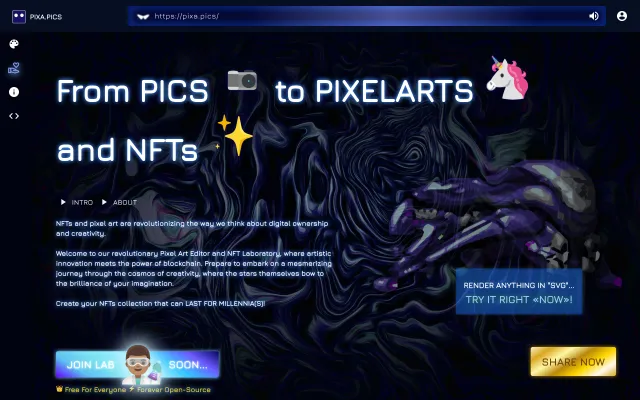 PIXA.PICS
https://pixa.pics/
From PICS to PIXELARTS
and NFTs
INTRO ABOUT
NFTs and pixel art are revolutionizing the way we think about digital ownership
and creativity.
Welcome to our revolutionary Pixel Art Editor and NFT Laboratory, where artistic
innovation meets the power of blockchain. Prepare to embark on a mesmerizing
journey through the cosmos of creativity, where the stars themselves bow to
the brilliance of your imagination.
Create your NFTs collection that can LAST FOR MILLENNIA(S)!
RENDER ANYTHING IN "SVG"...
TRY IT RIGHT «NOW»!
JOIN LAB SOON...
SHARE NOW
Free For Everyone Forever Open-Source